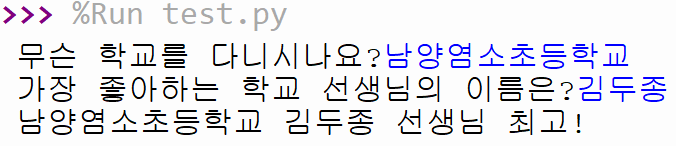 >>> %Run test.py
무슨 학교를 다니시나요?남양염소초등학교
가장 좋아하는 학교 선생님의 이름은?김두종
남양염소초등학교 김두종 선생님 최고!